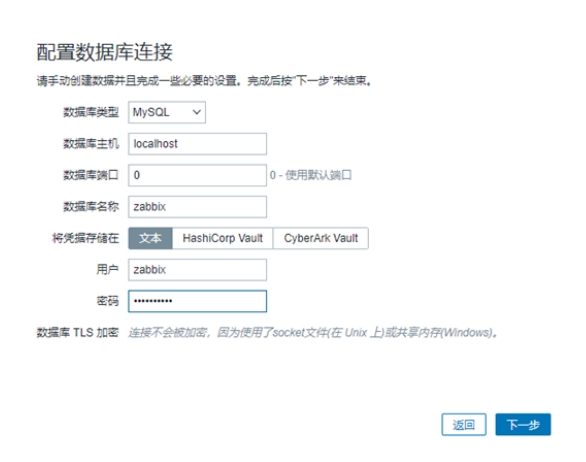 配置数据库连接
请手动创建数据并且完成一些必要的设置。完成后按"下一步"来结束。
数据库类型 MySQL
数据库主机 localhost
数据库端口 0 0 - 使用默认端口
数据库名称 zabbix
将凭据存储在 文本 HashiCorp Vault CyberArk Vault
用户 zabbix
密码 ••••••••••
数据库 TLS 加密 连接不会被加密，因为使用了socket文件(在 Unix 上)或共享内存(Windows)。
返回 下一步